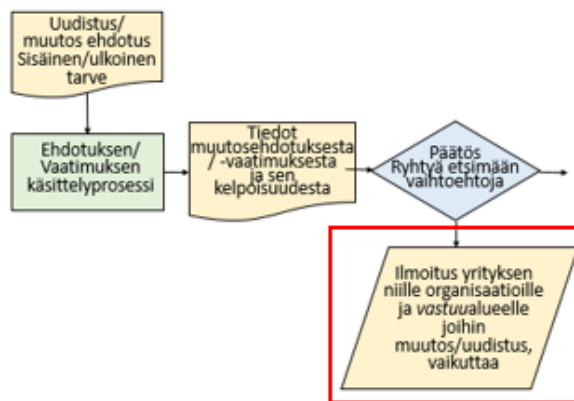 Uudistus/
muutos ehdotus
Sisäinen/ulkoinen
tarve
Ehdotuksen/
Vaatimuksen
käsittelyprosessi
Tiedot
muutosehdotuksesta
/ -vaatimuksesta
ja sen
kelpoisuudesta
Päätös
Ryhtyä etsimään
vaihtoehtoja
Ilmoitus yrityksen
niille organisaatioille
ja vastuualueelle
joihin
muutos/uudistus,
vaikuttaa